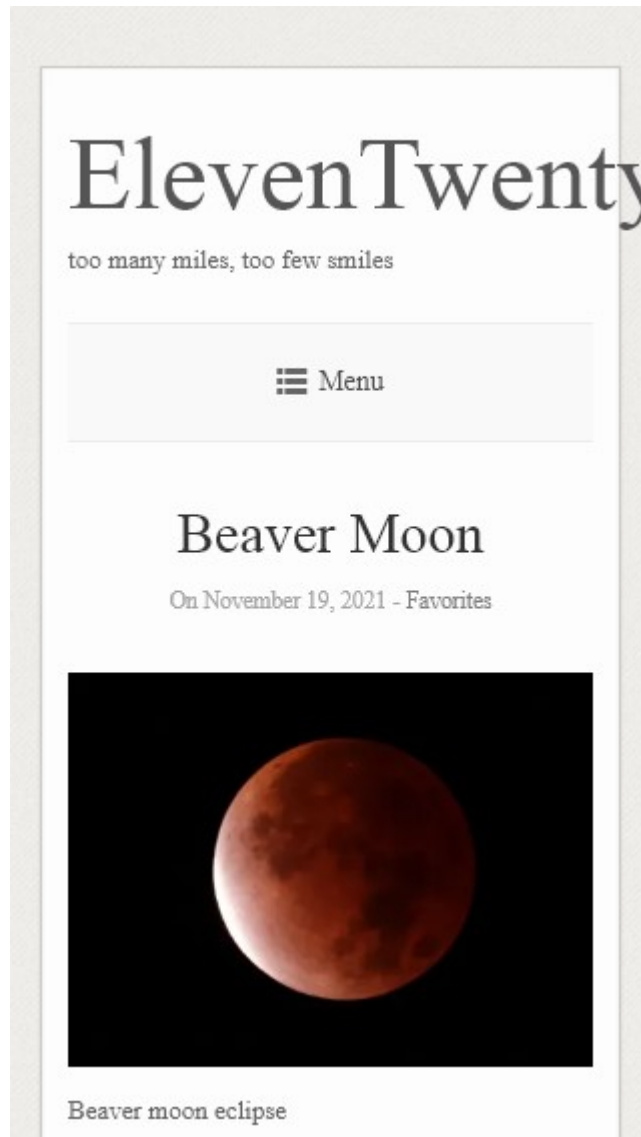 ElevenTwenty
too many miles, too few smiles
Menu
Beaver Moon
On November 19, 2021 - Favorites
Beaver moon eclipse